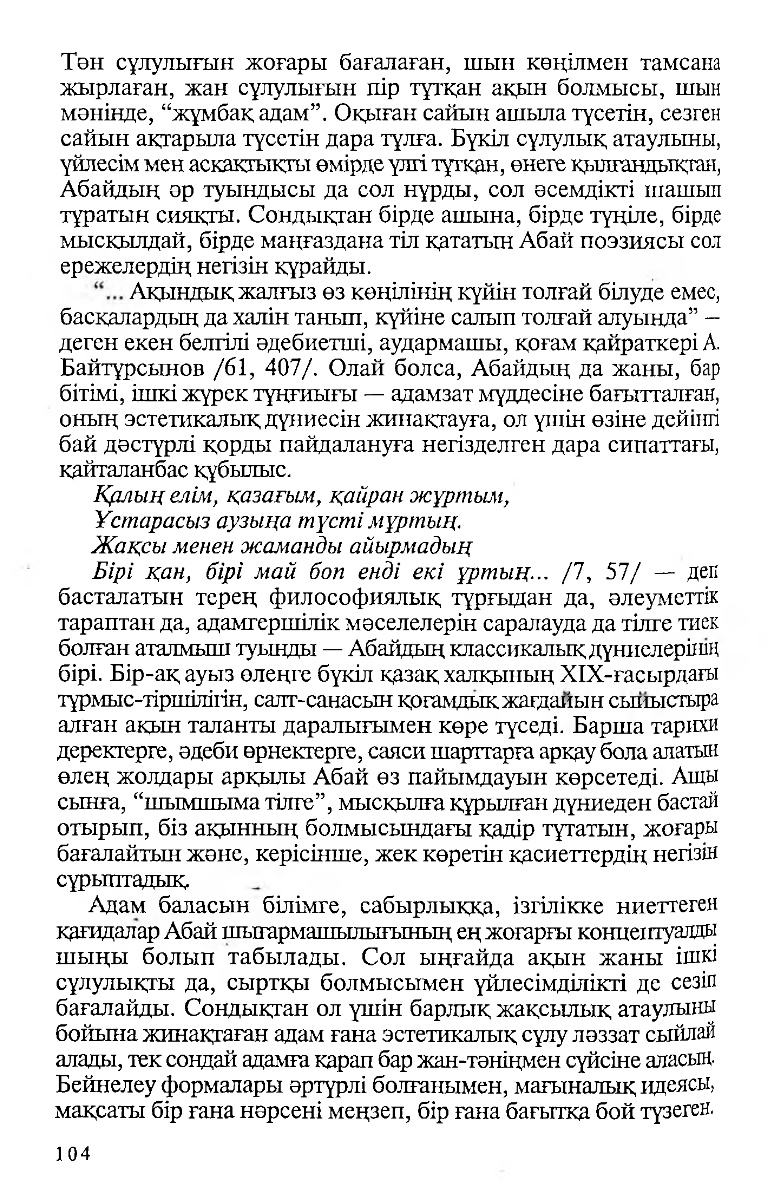 Тән сұлулығын жоғары бағалаған, шын көңілмен тамсана
жырлаған, жан сұлулығын пір тұтқан ақын болмысы, шын
мәнінде, “жұмбақ адам”. Оқыған сайын ашыла түсетін, сезген
сайын ақтарыла түсетін дара тұлға. Бүкіл сұлулық атаулыны,
үйлесім мен асқақтықты өмірде үлгі тұтқан, өнеге қылғандықтан,
Абайдың әр туындысы да сол нұрды, сол әсемдікті шашып
тұратын сияқты. Сондықтан бірде ашына, бірде түңіле, бірде
мысқылдай, бірде маңғаздана тіл қататын Абай поэзиясы сол
ережелердің негізін құрайды.
“... Ақындық жалғыз өз көңілінің күйін толғай білуде емес,
басқалардың да халін танып, күйіне салып толғай алуында” —
деген екен белгілі әдебиетші, аудармашы, қоғам қайраткері А.
Байтұрсынов /61, 407/. Олай болса, Абайдың да жаны, бар
бітімі, ішкі жүрек тұңғиығы — адамзат мүддесіне бағытталған,
оның эстетикалық дүниесін жинақтауға, ол үшін өзіне дейінгі
бай дәстүрлі қорды пайдалануға негізделген дара сипаттағы,
қайталанбас құбылыс.
Қалың елім, қазағым, қайран жұртым,
Ұстарасыз аузыңа түсті мұртың.
Жақсы менен жаманды айырмадың
Бірі қан, бірі май боп енді екі ұртың... /7, 57/ — деп
басталатын терең философиялық тұрғыдан да, әлеуметтік
тараптан да, адамгершілік мәселелерін саралауда да тілге тиек
болған аталмыш туынды — Абайдың классикалық дүниелерінің
бірі. Бір-ақ ауыз өлеңге бүкіл қазақ халқының XIX-ғасырдағы
тұрмыс-тіршілігін, салт-санасын қоғамдық жағдайын сыйыстыра
алған ақын таланты даралығымен көре түседі. Барша тарихи
деректерге, әдеби өрнектерге, саяси шарттарға арқау бола алатын
өлең жолдары арқылы Абай өз пайымдауын көрсетеді. Ащы
сынға, “шымшыма тілге”, мысқылға құрылған дүниеден бастай
отырып, біз ақынның болмысындағы қадір тұтатын, жоғары
бағалайтын және, керісінше, жек көретін қасиеттердің негізін
сұрыптадық.
Адам баласын білімге, сабырлыққа, ізгілікке ниеттеген
қағидалар Абай шығармашылығының ең жоғарғы концептуалды
шыңы болып табылады. Сол ыңғайда ақын жаны ішкі
сұлулықты да, сыртқы болмысымен үйлесімділікті де сезіп
бағалайды. Сондықтан ол үшін барлық жақсылық атаулыны
бойына жинақтаған адам ғана эстетикалық сұлу ләззат сыйлай
алады, тек сондай адамға қарап бар жан-тәніңмен сүйсіне аласың.
Бейнелеу формалары әртүрлі болғанымен, мағыналық идеясы,
мақсаты бір ғана нәрсені меңзеп, бір ғана бағытқа бой түзеген.
104